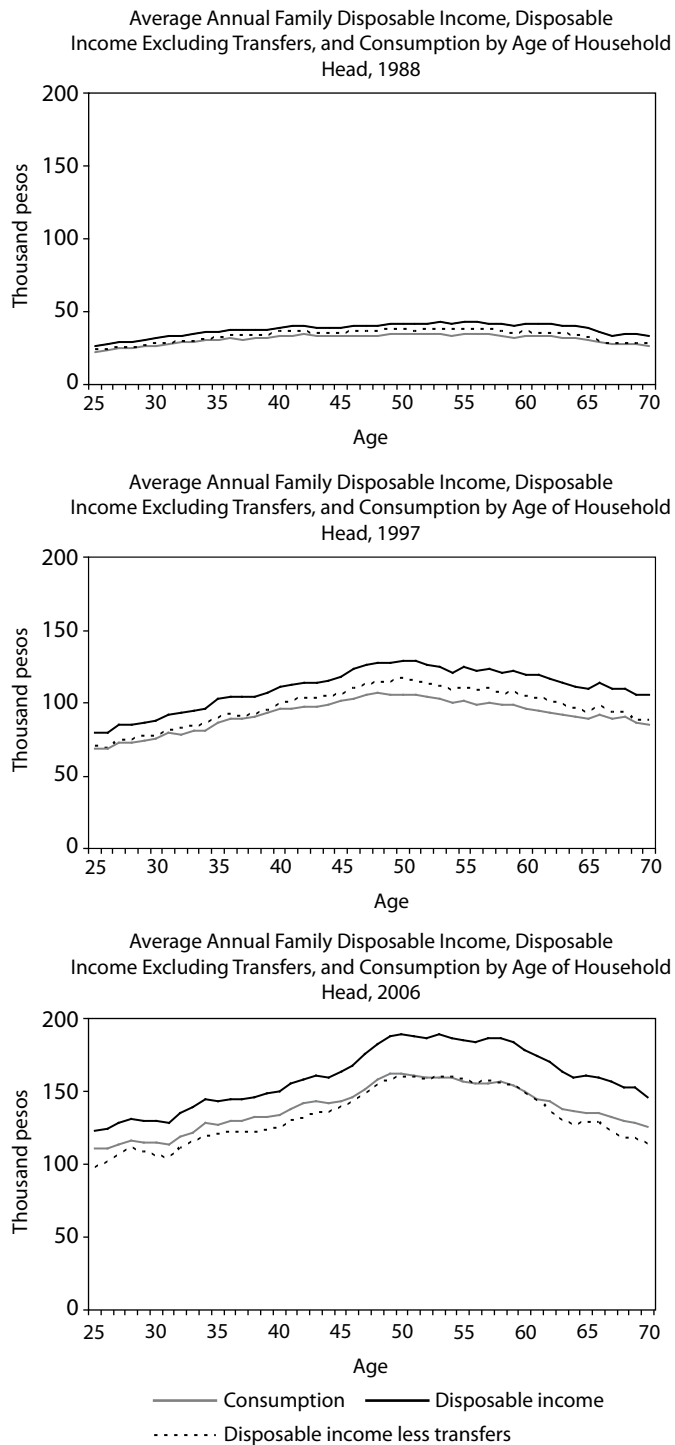 Average Annual Family Disposable Income, Disposable
Income Excluding Transfers, and Consumption by Age of Household
Head, 1988
200
150
100
50
0
Thousand pesos
25 30 35 40 45 50 55 60 65 70
Age
Average Annual Family Disposable Income, Disposable
Income Excluding Transfers, and Consumption by Age of Household
Head, 1997
200
150
100
50
0
Thousand pesos
25 30 35 40 45 50 55 60 65 70
Age
Average Annual Family Disposable Income, Disposable
Income Excluding Transfers, and Consumption by Age of Household
Head, 2006
200
150
100
50
0
Thousand pesos
25 30 35 40 45 50 55 60 65 70
Age
Consumption Disposable income
Disposable income less transfers